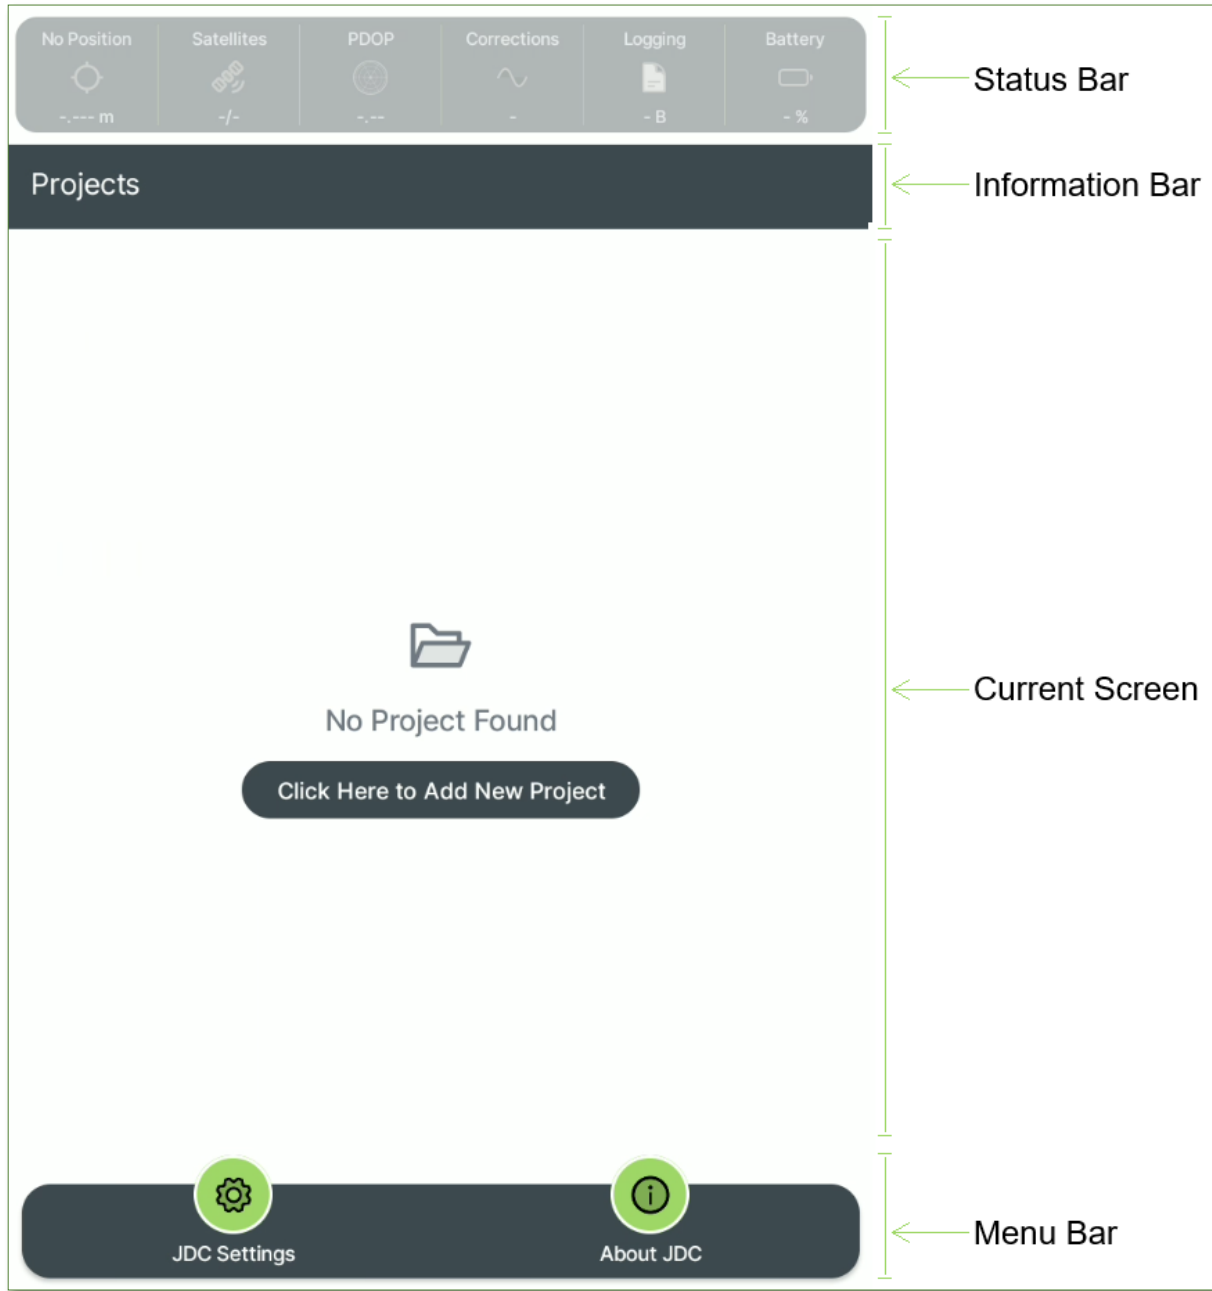 No Position Satellites PDOP Corrections Logging Battery
-.--- m -/- -.-- - - B - %
Status Bar
Projects
Information Bar
No Project Found
Current Screen
Click Here to Add New Project
JDC Settings About JDC
Menu Bar